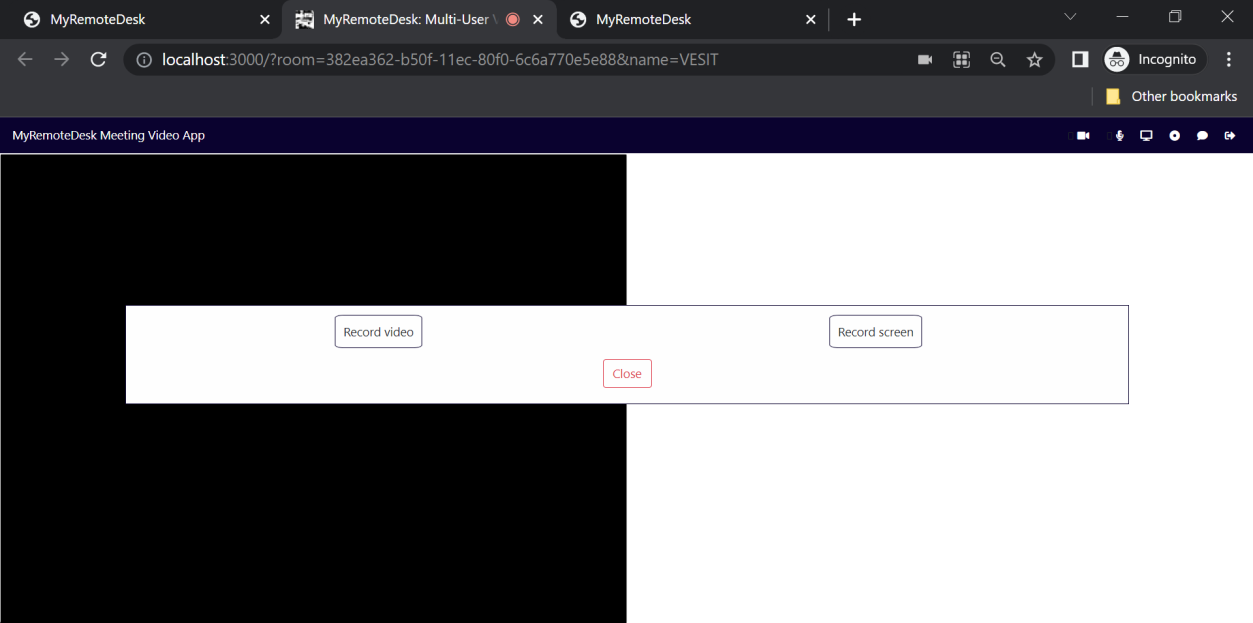 MyRemoteDesk
MyRemoteDesk: Multi-User
MyRemoteDesk
localhost:3000/?room=382ea362-b50f-11ec-80f0-6c6a770e5e88&name=VESIT
Incognito
Other bookmarks
MyRemoteDesk Meeting Video App
Record video
Record screen
Close